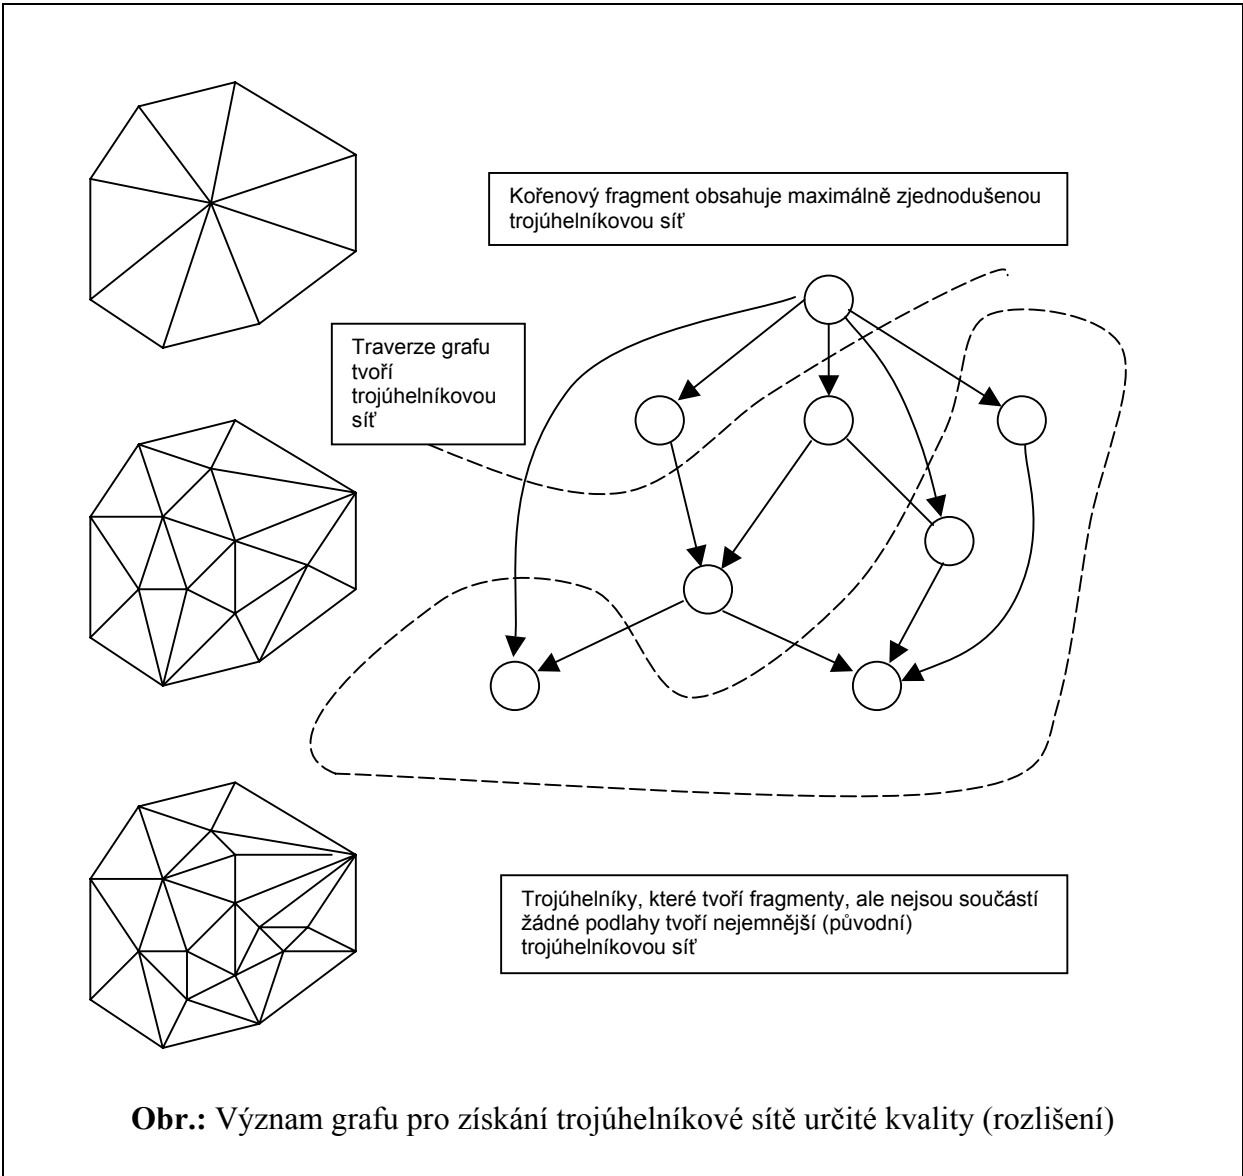 Kořenový fragment obsahuje maximálně zjednodušenou
trojúhelníkovou síť
Traverze grafu
tvoří
trojúhelníkovou
síť
Trojúhelníky, které tvoří fragmenty, ale nejsou součástí
žádné podlahy tvoří nejemnější (původní)
trojúhelníkovou síť
Obr.: Význam grafu pro získání trojúhelníkové sítě určité kvality (rozlišení)